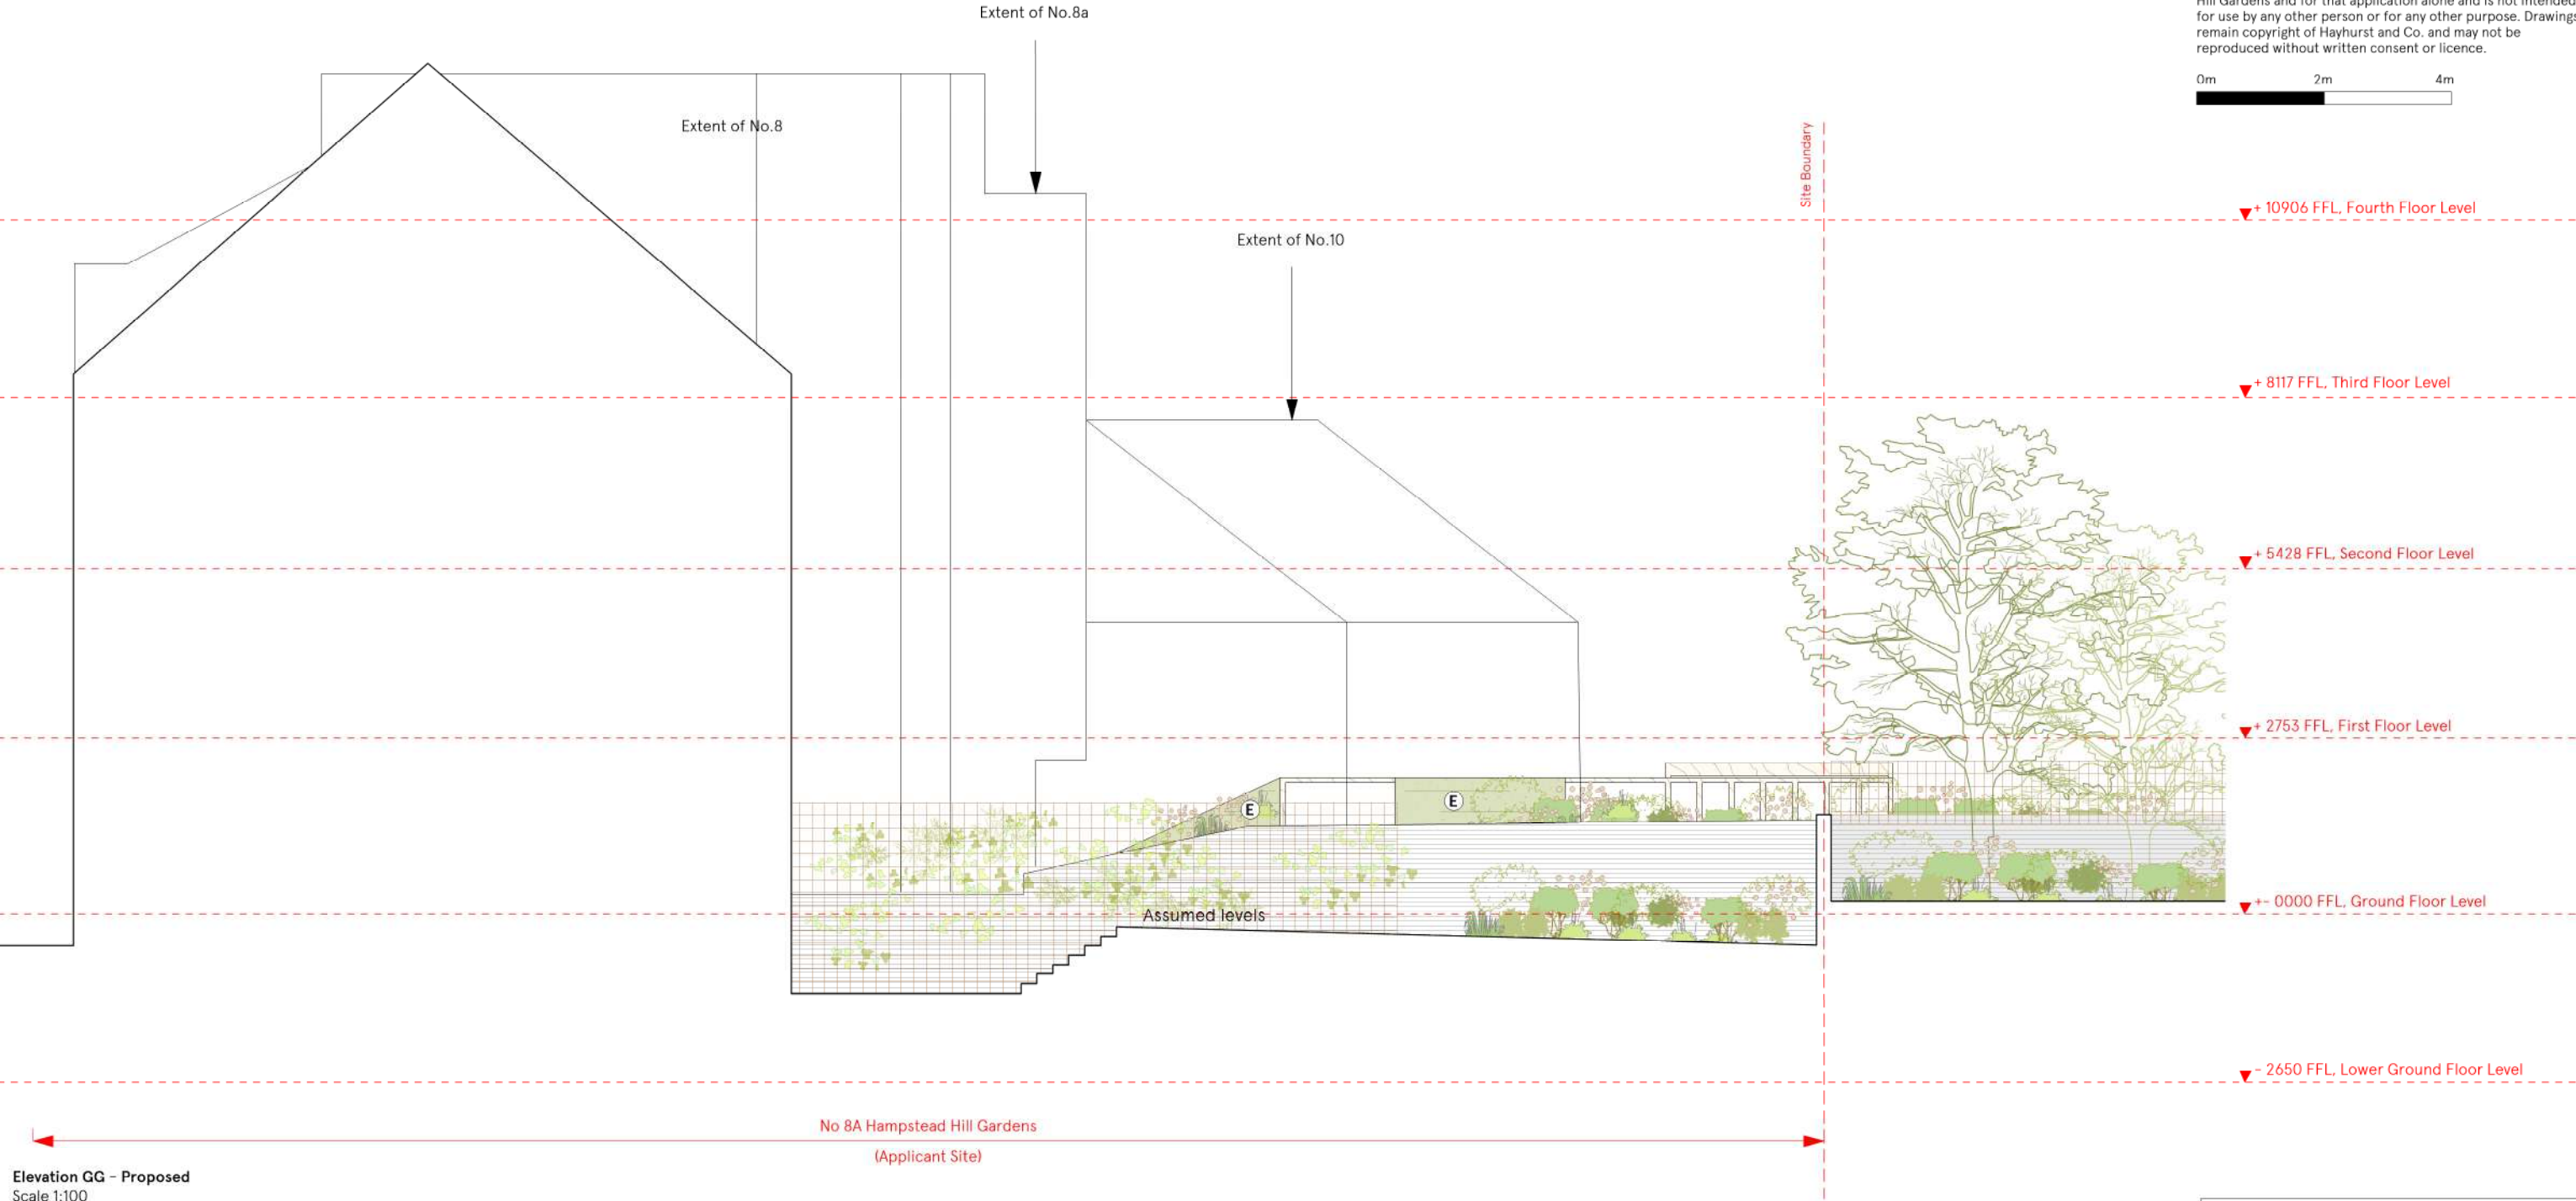 Extent of No.8a
Hill Gardens and for that application alone and is not intended
for use by any other person or for any other purpose. Drawings
remain copyright of Hayhurst and Co. and may not be
reproduced without written consent or licence.
0m 2m 4m
Extent of No.8
Site Boundary
+ 10906 FFL, Fourth Floor Level
Extent of No.10
+ 8117 FFL, Third Floor Level
+ 5428 FFL, Second Floor Level
+ 2753 FFL, First Floor Level
E
E
+- 0000 FFL, Ground Floor Level
Assumed levels
- 2650 FFL, Lower Ground Floor Level
No 8A Hampstead Hill Gardens
(Applicant Site)
Elevation GG - Proposed
Scale 1:100